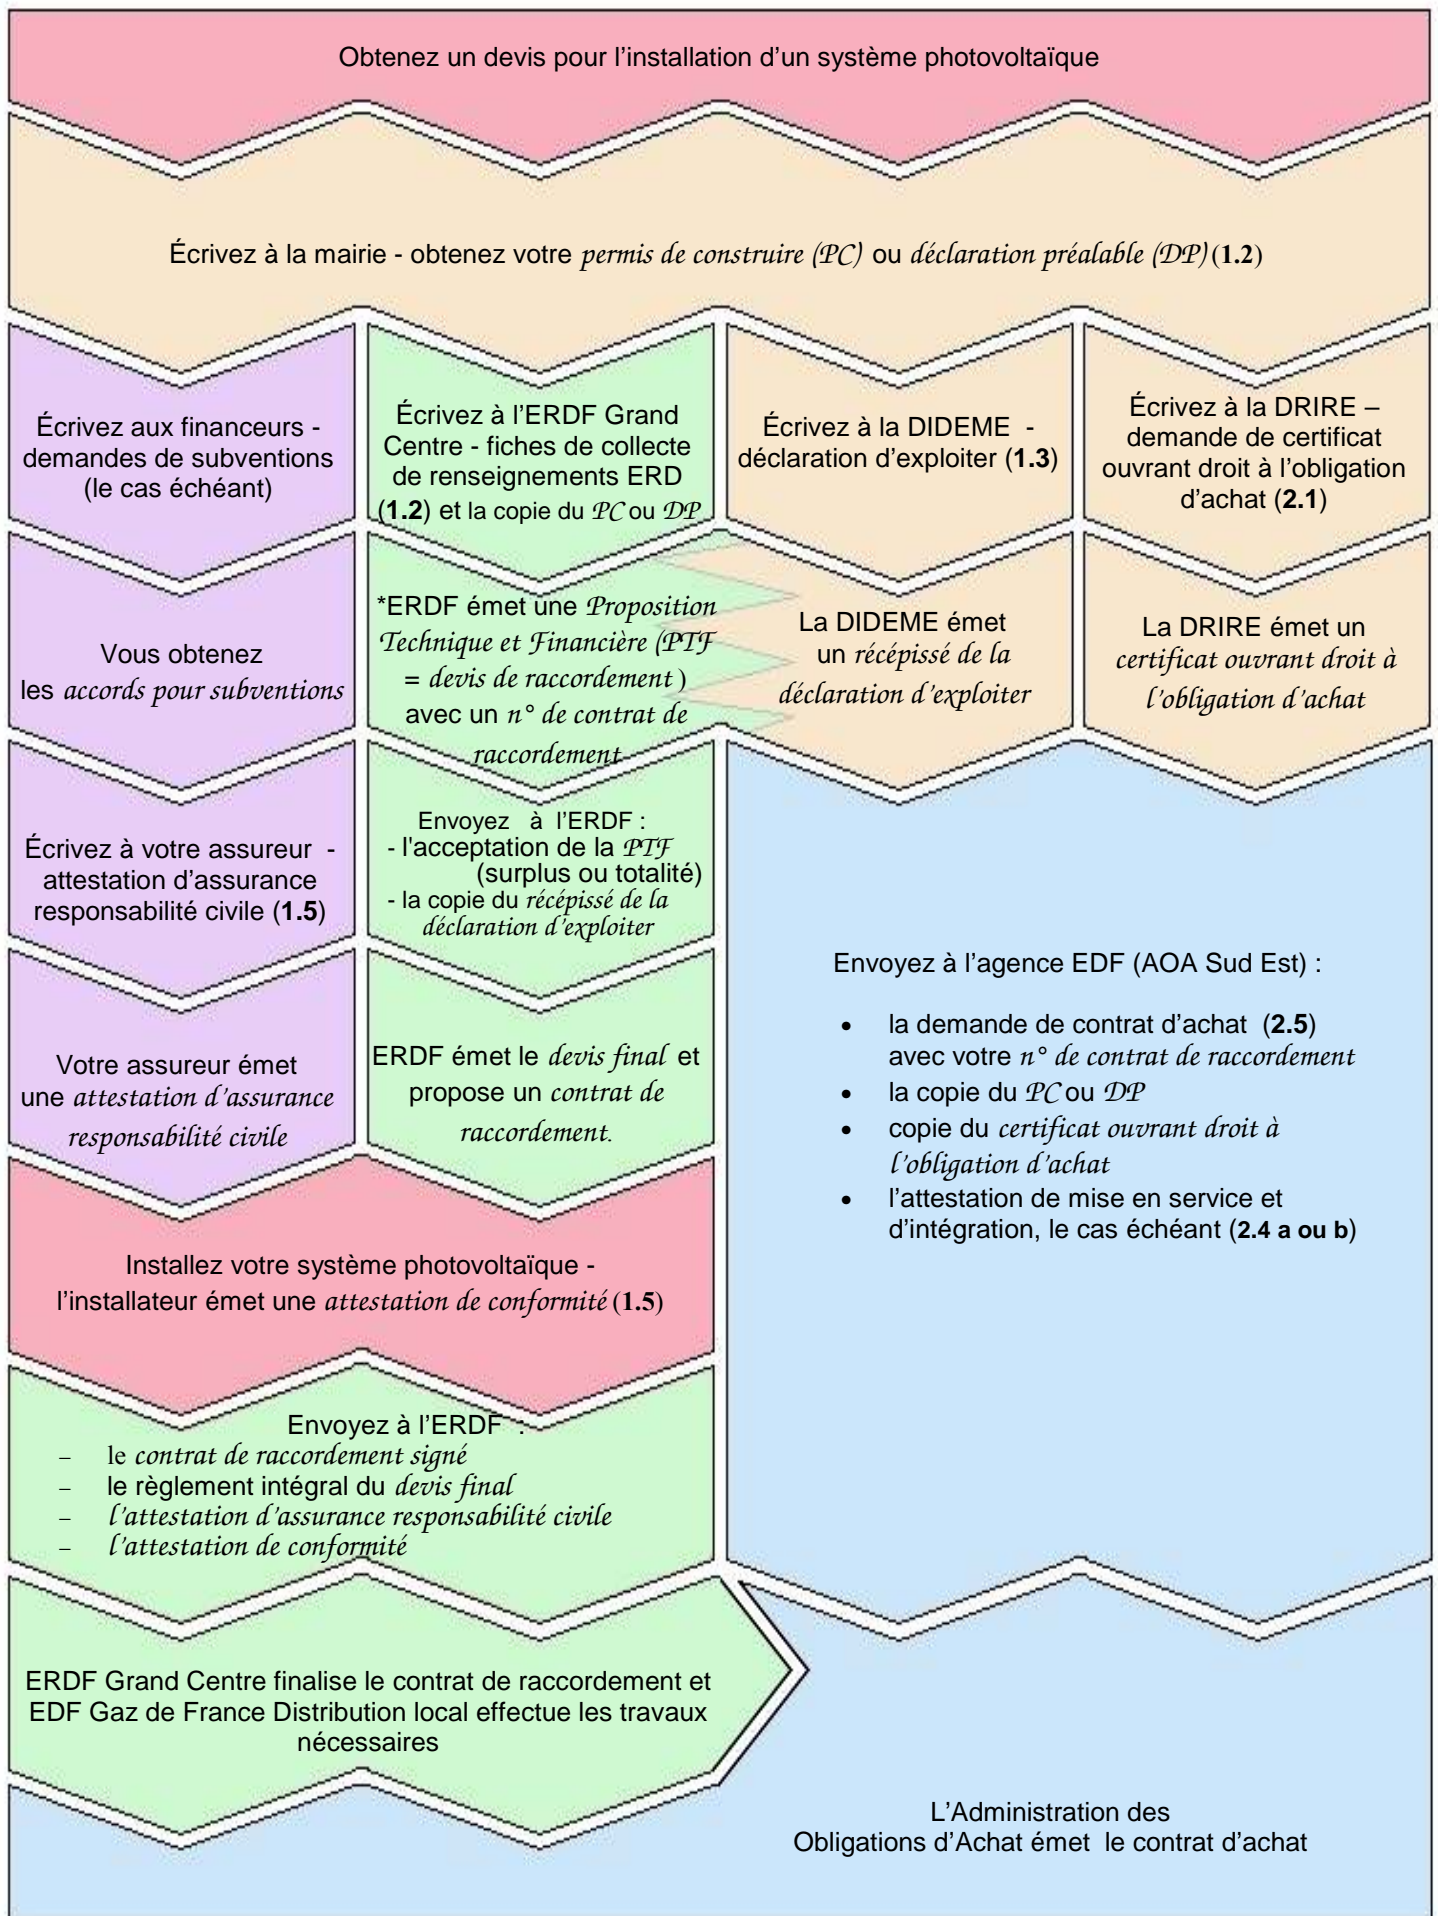 Obtenez un devis pour l'installation d'un système photovoltaïque
Écrivez à la mairie - obtenez votre permis de construire (PC) ou déclaration préalable (DP) (1.2)
Écrivez aux financeurs -
demandes de subventions
(le cas échéant)
Écrivez à l'ERDF Grand
Centre - fiches de collecte
de renseignements ERD
(1.2) et la copie du PC ou DP
Écrivez à la DIDEME -
déclaration d'exploiter (1.3)
Écrivez à la DRIRE –
demande de certificat
ouvrant droit à l'obligation
d'achat (2.1)
Vous obtenez
les accords pour subventions
*ERDF émet une Proposition
Technique et Financière (PTF
= devis de raccordement )
avec un n° de contrat de
raccordement
La DIDEME émet
un récépissé de la
déclaration d'exploiter
La DRIRE émet un
certificat ouvrant droit à
l'obligation d'achat
Écrivez à votre assureur -
attestation d'assurance
responsabilité civile (1.5)
Envoyez à l'ERDF :
- l'acceptation de la PTF
(surplus ou totalité)
- la copie du récépissé de la
déclaration d'exploiter
Votre assureur émet
une attestation d'assurance
responsabilité civile
ERDF émet le devis final et
propose un contrat de
raccordement.
Envoyez à l'agence EDF (AOA Sud Est) :
• la demande de contrat d'achat (2.5)
avec votre n° de contrat de raccordement
• la copie du PC ou DP
• copie du certificat ouvrant droit à
l'obligation d'achat
• l'attestation de mise en service et
d'intégration, le cas échéant (2.4 a ou b)
Installez votre système photovoltaïque -
l'installateur émet une attestation de conformité (1.5)
Envoyez à l'ERDF :
– le contrat de raccordement signé
– le règlement intégral du devis final
– l'attestation d'assurance responsabilité civile
– l'attestation de conformité
ERDF Grand Centre finalise le contrat de raccordement et
EDF Gaz de France Distribution local effectue les travaux
nécessaires
L'Administration des
Obligations d'Achat émet le contrat d'achat